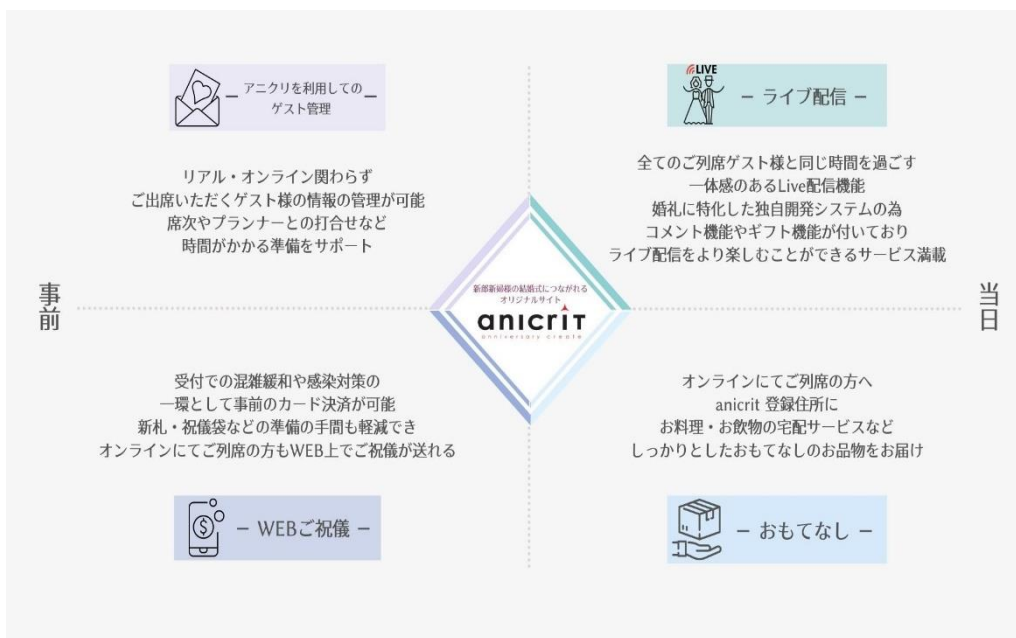 アニクリを利用しての
ゲスト管理
リアル・オンライン関わらず
ご出席いただくゲスト様の情報の管理が可能
席次やプランナーとの打合せなど
時間がかかる準備をサポート
LIVE
ー ライブ配信 ー
全てのご列席ゲスト様と同じ時間を過ごす
一体感のあるLive配信機能
婚礼に特化した独自開発システムの為
コメント機能やギフト機能が付いており
ライブ配信をより楽しむことができるサービス満載
事前
新郎新婦様の結婚式につながれる
オリジナルサイト
anicrit
anniversary create
当日
受付での混雑緩和や感染対策の
一環として事前のカード決済が可能
新札・祝儀袋などの準備の手間も軽減でき
オンラインにてご列席の方もWEB上でご祝儀が送れる
ー WEBご祝儀 ー
オンラインにてご列席の方へ
anicrit 登録住所に
お料理・お飲物の宅配サービスなど
しっかりとしたおもてなしのお品物をお届け
ー おもてなし ー